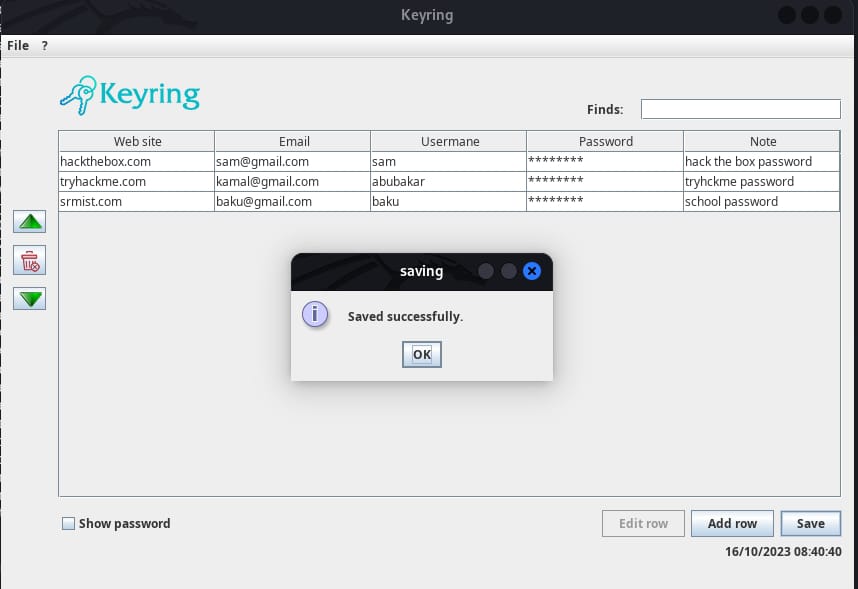 Keyring
File ?
Keyring
Finds:
Web site Email Usermane Password Note
hackthebox.com sam@gmail.com sam ******** hack the box password
tryhackme.com kamal@gmail.com abubakar ******** tryhckme password
srmist.com baku@gmail.com baku ******** school password
saving
i Saved successfully.
OK
Show password Edit row Add row Save
16/10/2023 08:40:40